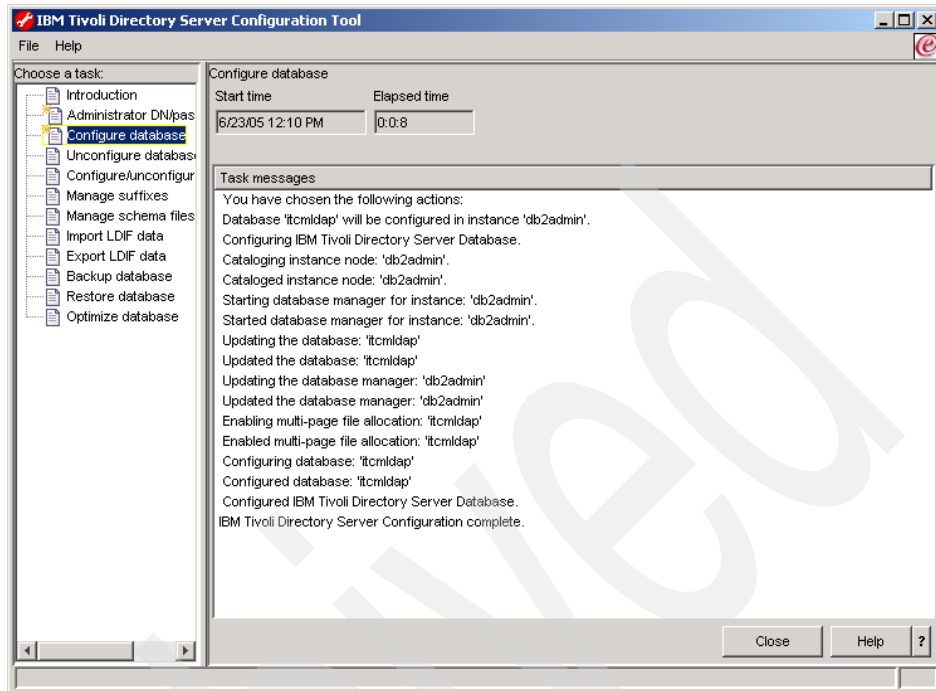 IBM Tivoli Directory Server Configuration Tool
File Help
Choose a task:
Introduction
Administrator DN/pas
Configure database
Unconfigure databas
Configure/unconfigur
Manage suffixes
Manage schema files
Import LDIF data
Export LDIF data
Backup database
Restore database
Optimize database
Configure database
Start time Elapsed time
6/23/05 12:10 PM 0:0:8
Task messages
You have chosen the following actions:
Database 'itcmldap' will be configured in instance 'db2admin'.
Configuring IBM Tivoli Directory Server Database.
Cataloging instance node: 'db2admin'.
Cataloged instance node: 'db2admin'.
Starting database manager for instance: 'db2admin'.
Started database manager for instance: 'db2admin'.
Updating the database: 'itcmldap'
Updated the database: 'itcmldap'
Updating the database manager: 'db2admin'
Updated the database manager: 'db2admin'
Enabling multi-page file allocation: 'itcmldap'
Enabled multi-page file allocation: 'itcmldap'
Configuring database: 'itcmldap'
Configured database: 'itcmldap'
Configured IBM Tivoli Directory Server Database.
IBM Tivoli Directory Server Configuration complete.
Close Help ?